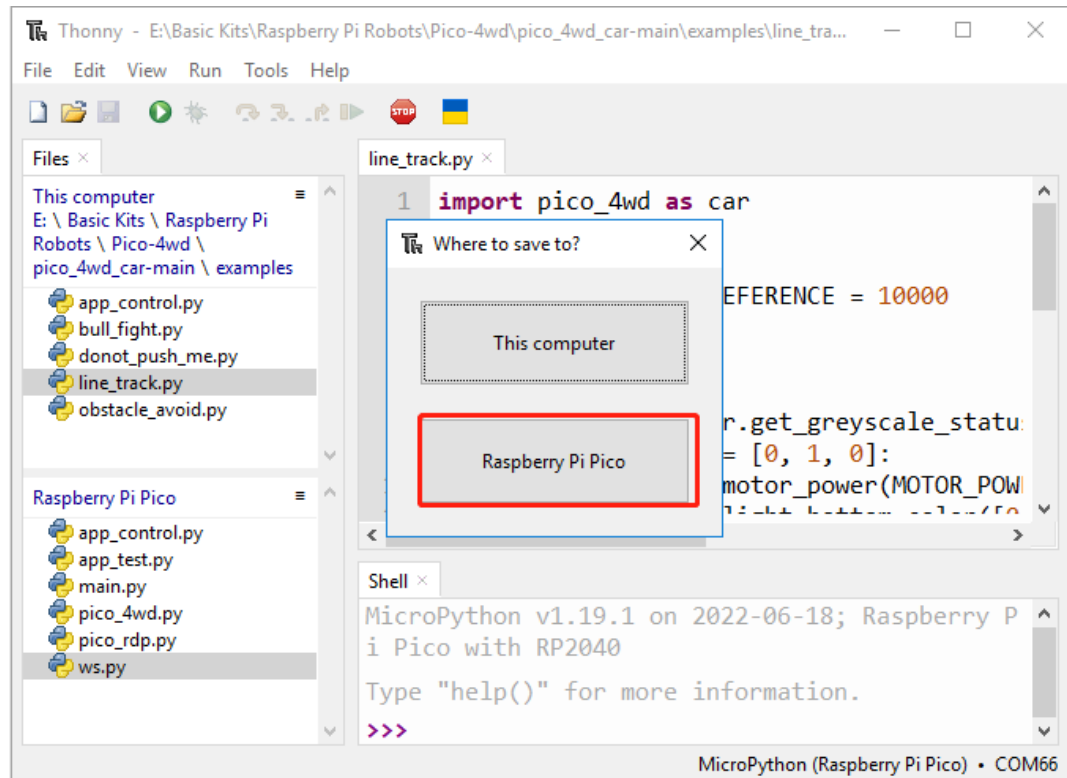 Thonny - E:\Basic Kits\Raspberry Pi Robots\Pico-4wd\pico_4wd_car-main\examples\line_tra...
File Edit View Run Tools Help
STOP
Files
This computer
E: \ Basic Kits \ Raspberry Pi
Robots \ Pico-4wd \
pico_4wd_car-main \ examples
app_control.py
bull_fight.py
donot_push_me.py
line_track.py
obstacle_avoid.py
Raspberry Pi Pico
app_control.py
app_test.py
main.py
pico_4wd.py
pico_rdp.py
ws.py
line_track.py
1 import pico_4wd as car
EFERENCE = 10000
r.get_greyscale_statu
= [0, 1, 0]:
motor_power(MOTOR_POW
Where to save to?
This computer
Raspberry Pi Pico
Shell
MicroPython v1.19.1 on 2022-06-18; Raspberry P
i Pico with RP2040
Type "help()" for more information.
>>>
MicroPython (Raspberry Pi Pico) • COM66